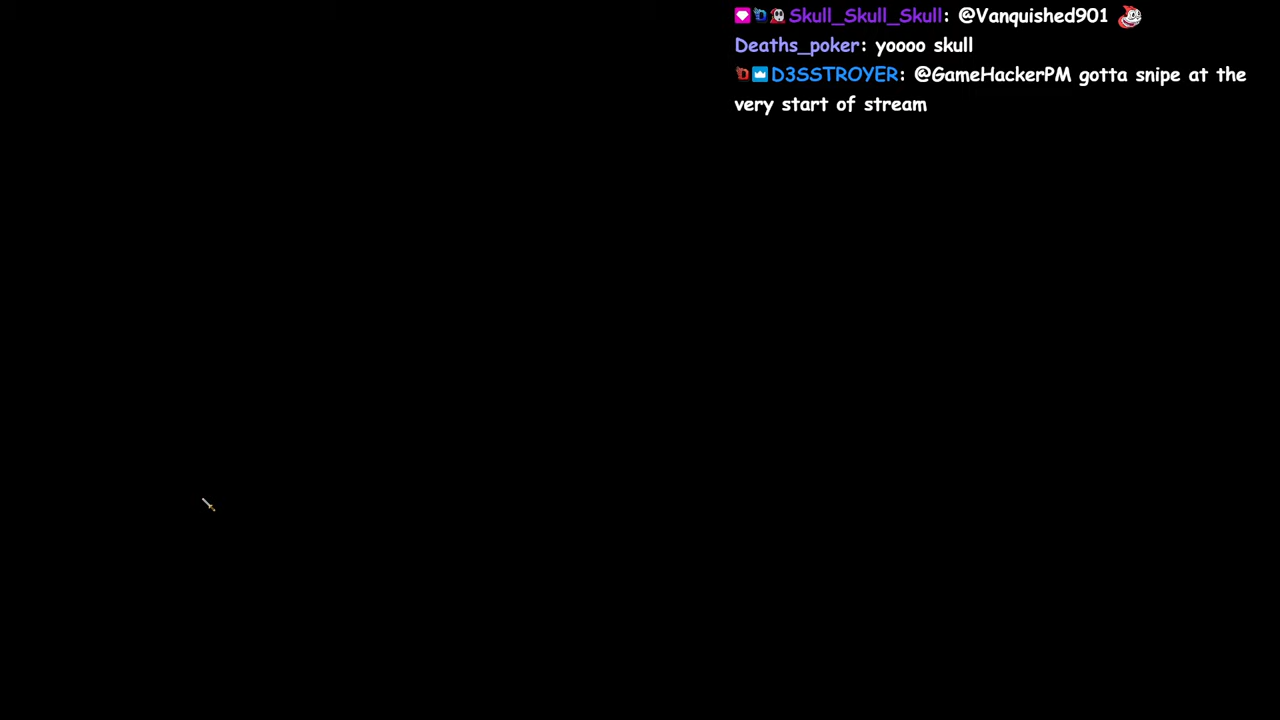 Skull_Skull_Skull: @Vanquished901
Deaths_poker: yoooo skull
D3SSTROYER: @GameHackerPM gotta snipe at the
very start of stream